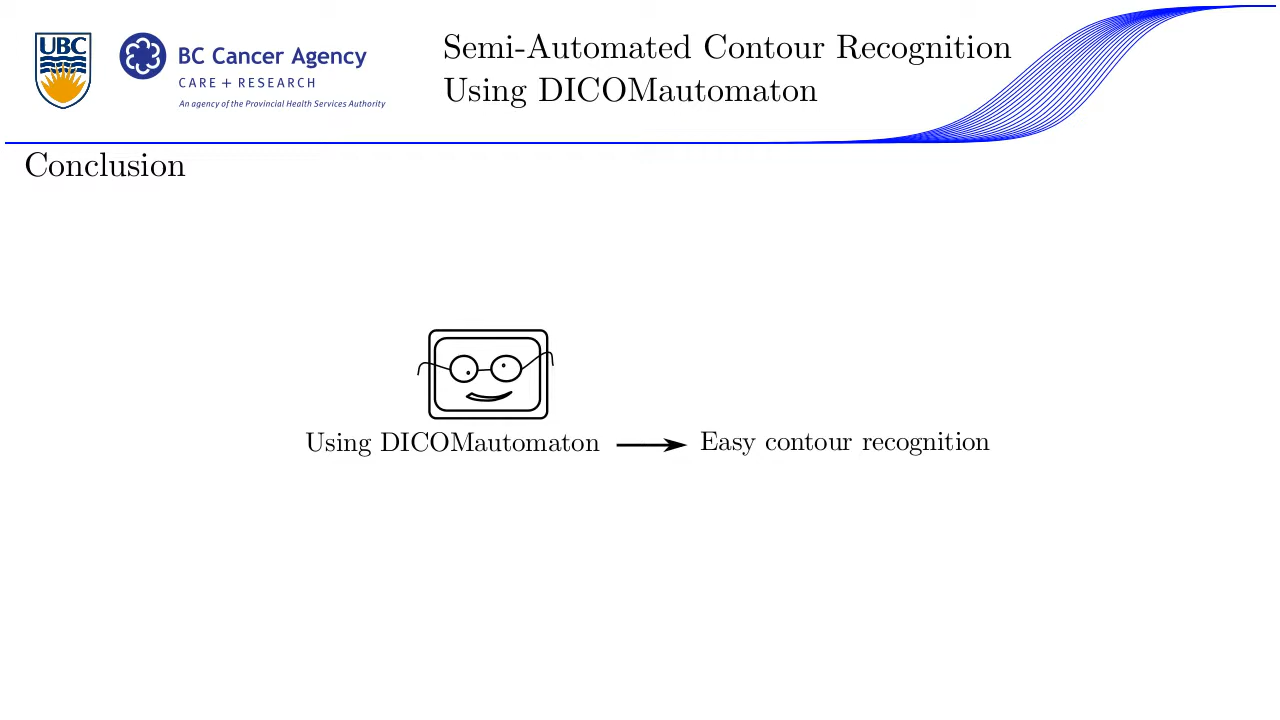 UBC
BC Cancer Agency
CARE + RESEARCH
An agency of the Provincial Health Services Authority
Semi-Automated Contour Recognition
Using DICOMautomaton
Conclusion
Using DICOMautomaton
Easy contour recognition